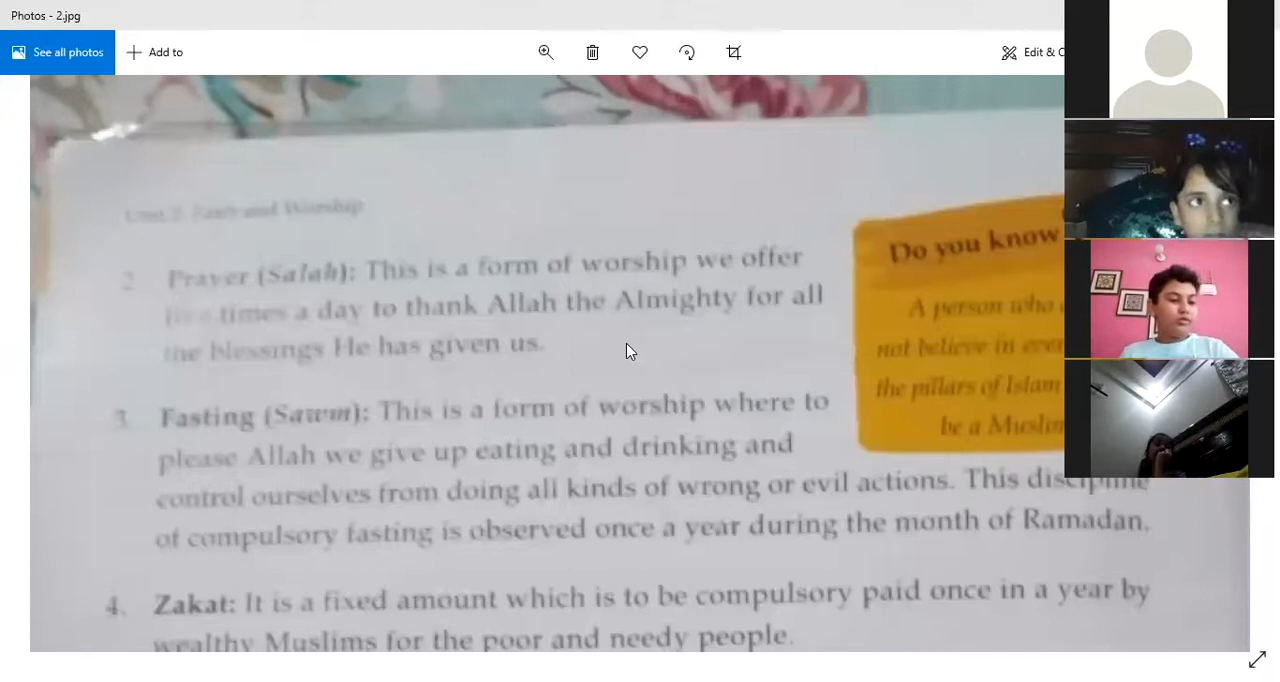 Photos - 2.jpg
See all photos
Add to
Edit & C
Unit 2 Faith and Worship
2. Prayer (Salah): This is a form of worship we offer
five times a day to thank Allah the Almighty for all
the blessings He has given us.
Do you know
A person who
not believe in
the pillars of Islam
be a Muslim
3. Fasting (Sawm): This is a form of worship where to
please Allah we give up eating and drinking and
control ourselves from doing all kinds of wrong or evil actions. This discipline
of compulsory fasting is observed once a year during the month of Ramadan.
4. Zakat: It is a fixed amount which is to be compulsory paid once in a year by
wealthy Muslims for the poor and needy people.